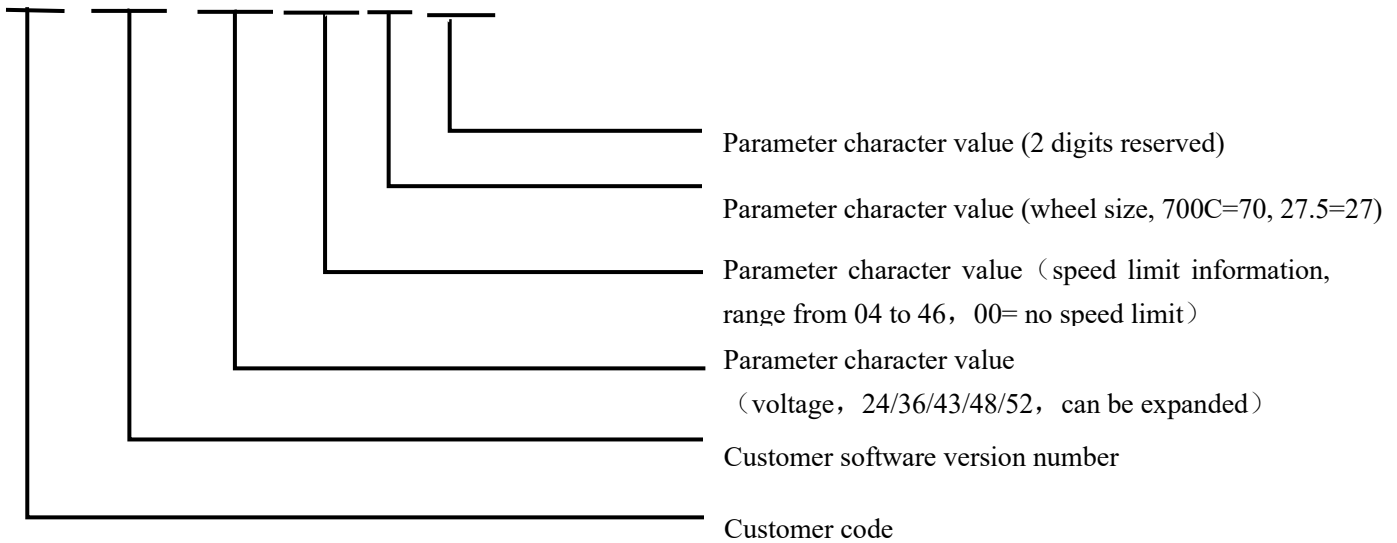 Parameter character value (2 digits reserved)
Parameter character value (wheel size, 700C=70, 27.5=27)
Parameter character value（speed limit information,
range from 04 to 46，00= no speed limit）
Parameter character value
（voltage，24/36/43/48/52，can be expanded）
Customer software version number
Customer code